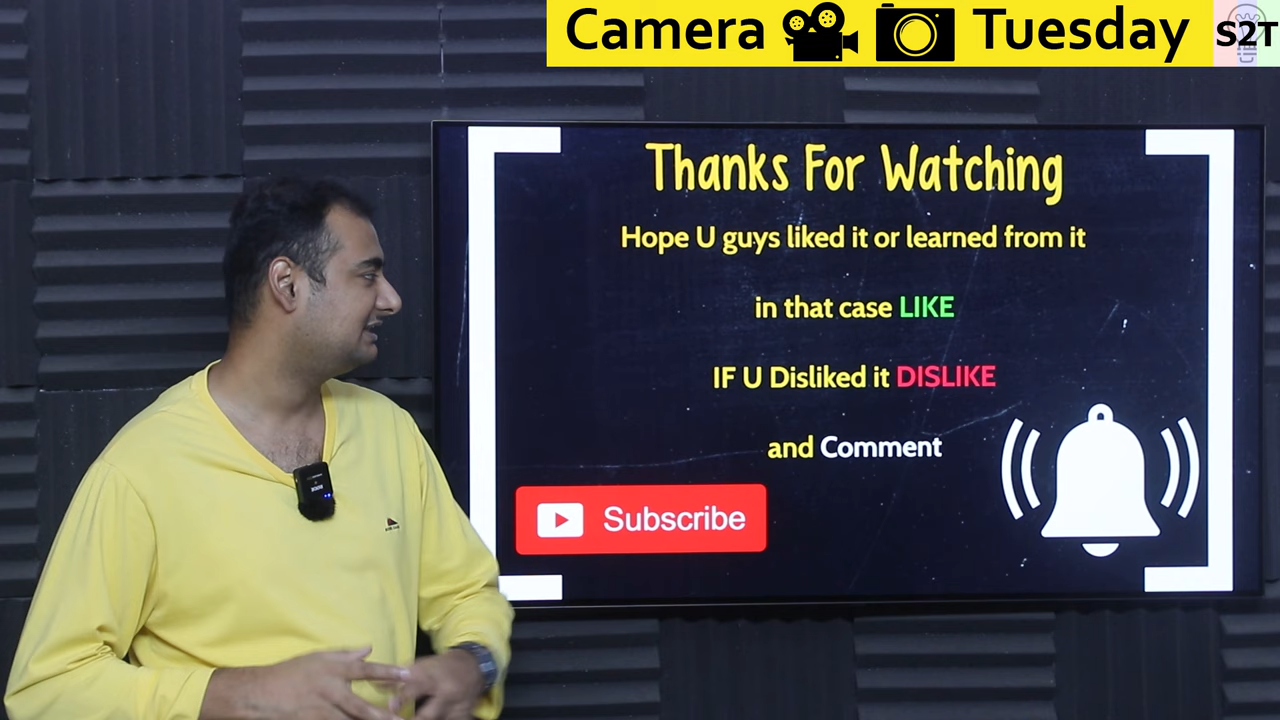 Camera Tuesday
S2T
Thanks For Watching
Hope U guys liked it or learned from it
in that case LIKE
IF U Disliked it DISLIKE
and Comment
Subscribe